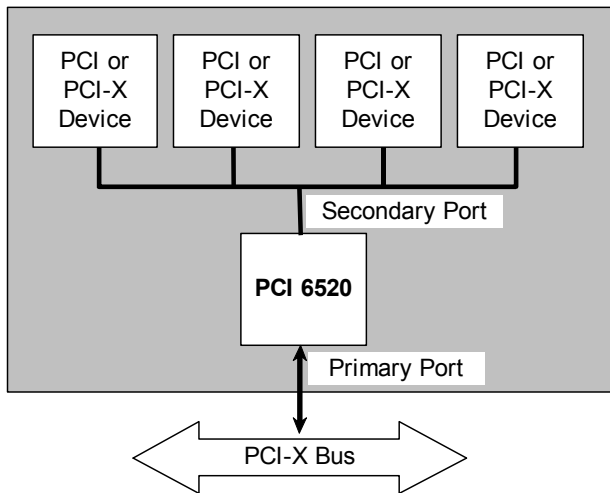 PCI or
PCI-X
Device
PCI or
PCI-X
Device
PCI or
PCI-X
Device
PCI or
PCI-X
Device
Secondary Port
PCI 6520
Primary Port
PCI-X Bus